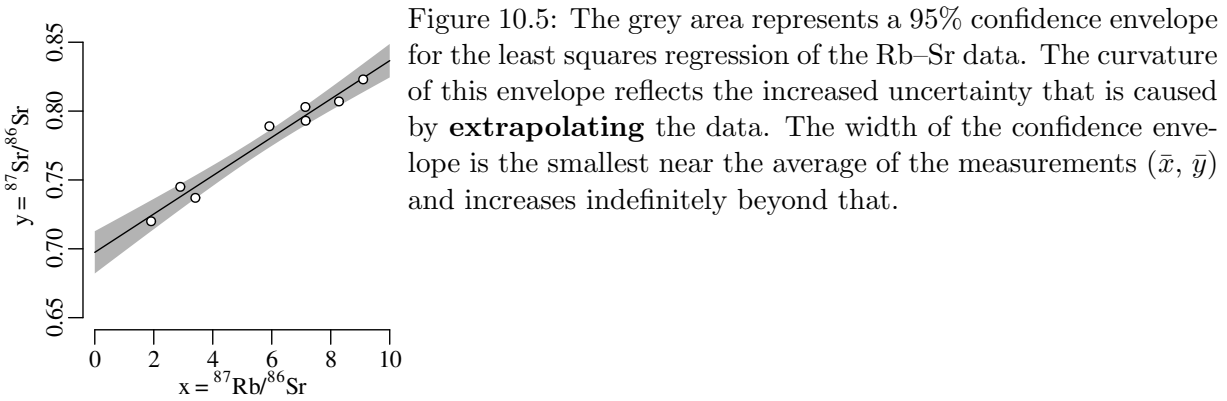 Figure 10.5: The grey area represents a 95% confidence envelope
for the least squares regression of the Rb–Sr data. The curvature
of this envelope reflects the increased uncertainty that is caused
by extrapolating the data. The width of the confidence enve-
lope is the smallest near the average of the measurements (x̄, ȳ)
and increases indefinitely beyond that.
y = ⁸⁷Sr/⁸⁶Sr
0.85
0.80
0.75
0.70
0.65
0 2 4 6 8 10
x = ⁸⁷Rb/⁸⁶Sr